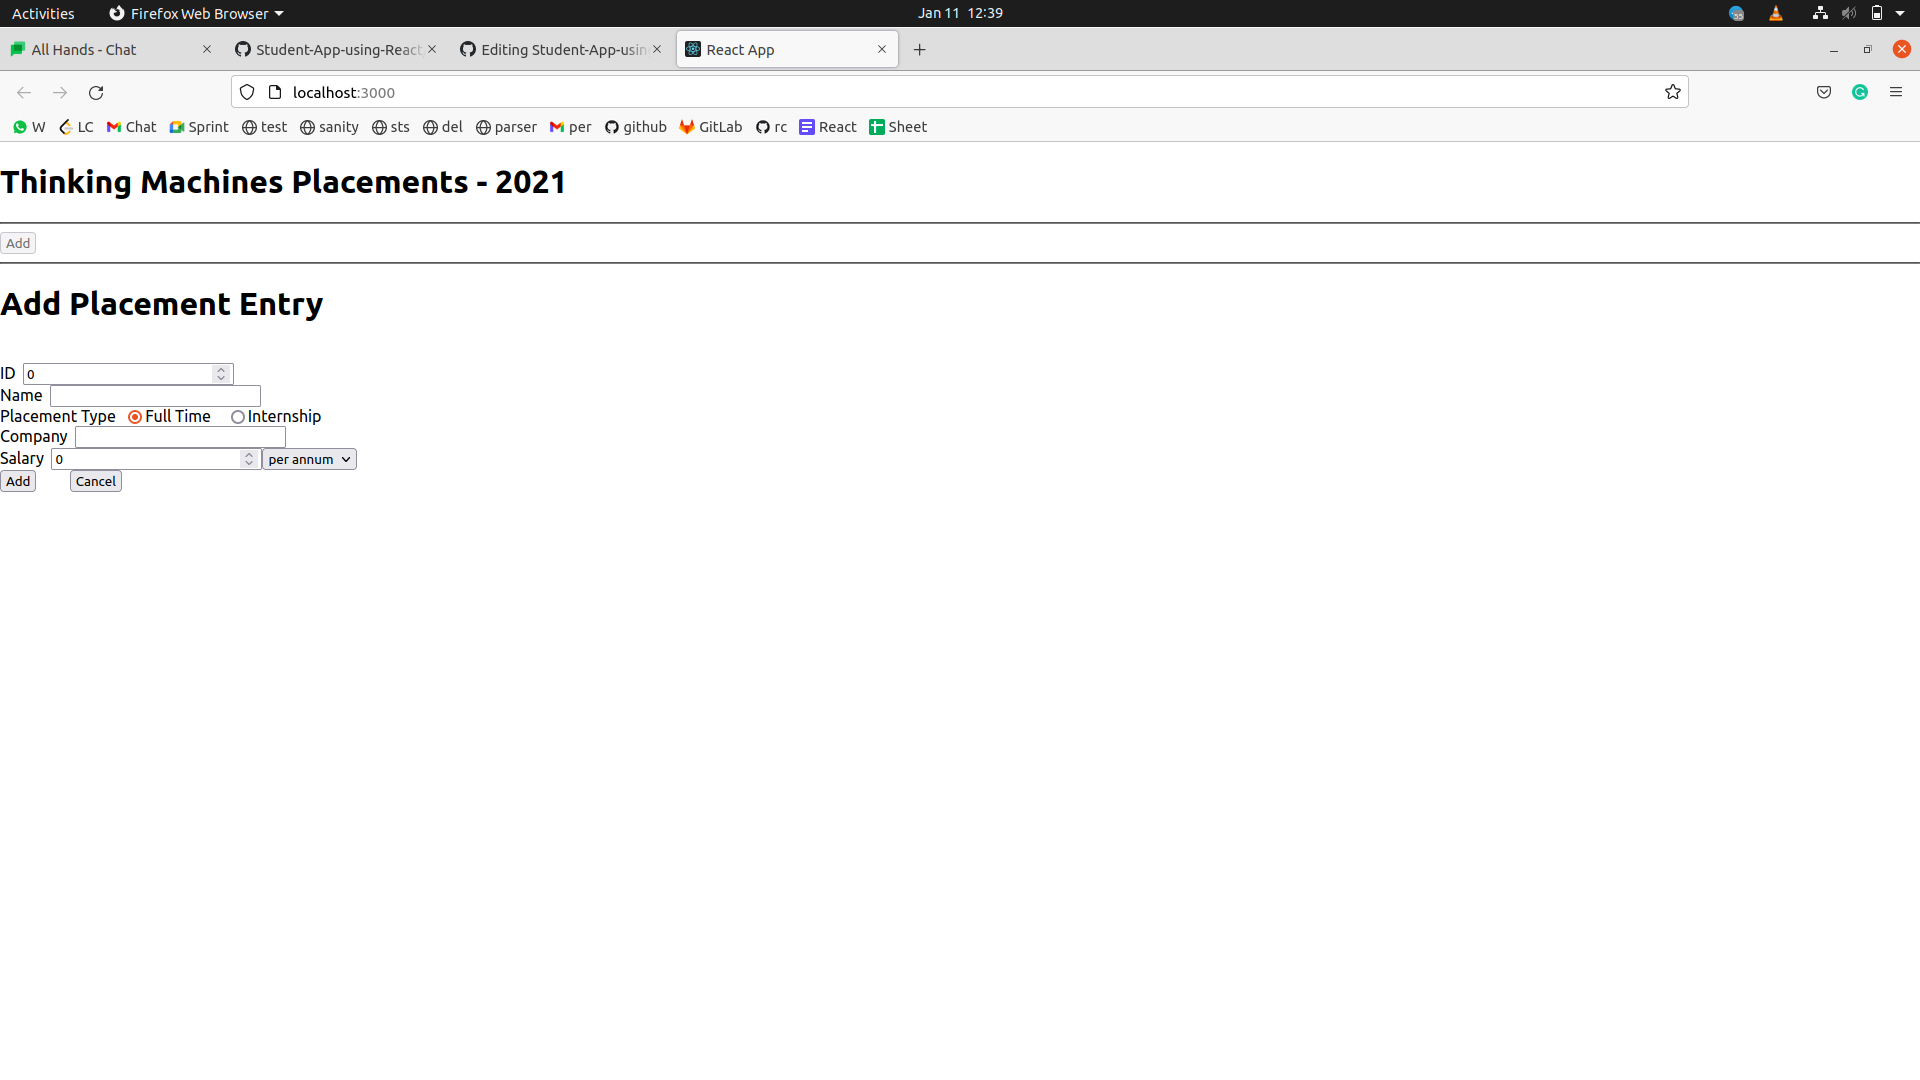 Activities Firefox Web Browser Jan 11 12:39
All Hands - Chat Student-App-using-React Editing Student-App-usin React App
localhost:3000
W LC Chat Sprint test sanity sts del parser per github GitLab rc React Sheet
Thinking Machines Placements - 2021
Add
Add Placement Entry
ID 0
Name
Placement Type Full Time Internship
Company
Salary 0 per annum
Add Cancel